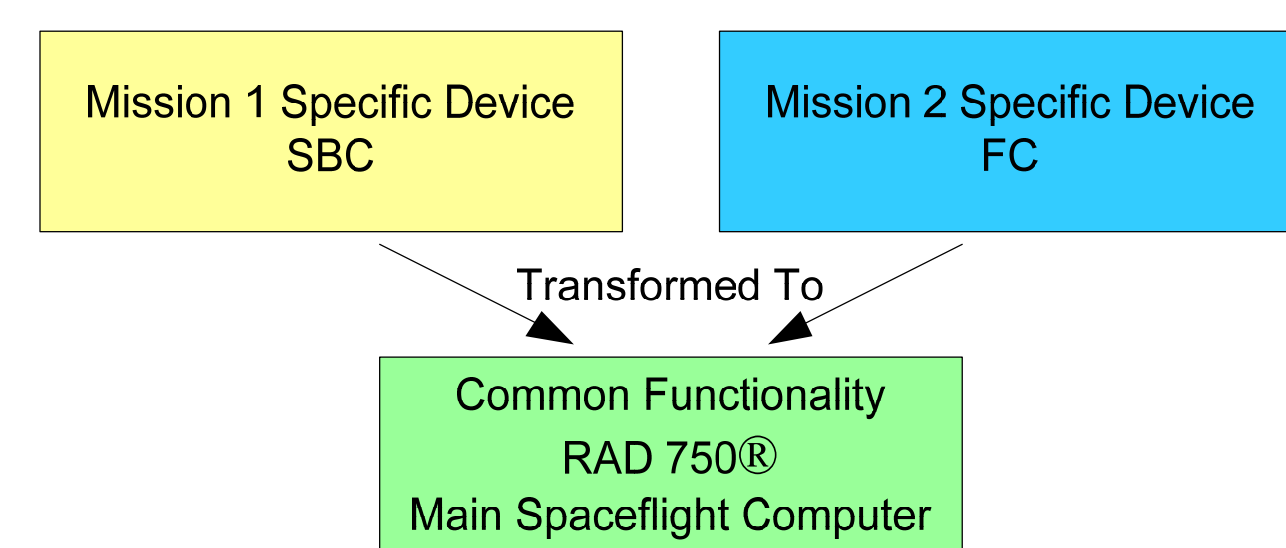 Mission 1 Specific Device
SBC
Mission 2 Specific Device
FC
Transformed To
Common Functionality
RAD 750®
Main Spaceflight Computer